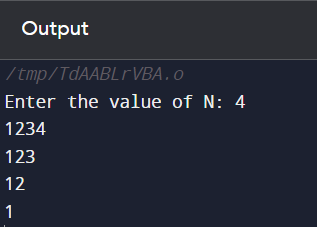 Output
/tmp/TdAABLrVBA.o
Enter the value of N: 4
1234
123
12
1